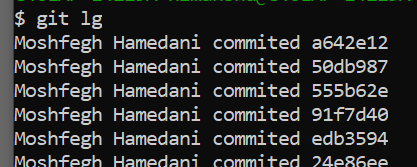 $ git lg
Moshfegh Hamedani commited a642e12
Moshfegh Hamedani commited 50db987
Moshfegh Hamedani commited 555b62e
Moshfegh Hamedani commited 91f7d40
Moshfegh Hamedani commited edb3594
Moshfegh Hamedani commited 24e86ee